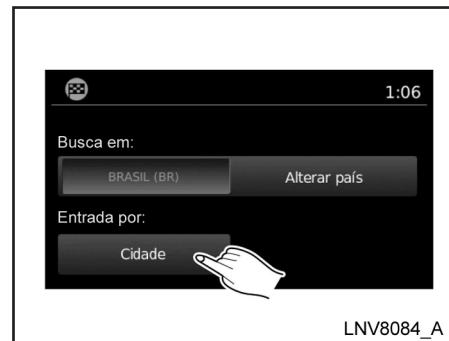 1:06
Busca em:
BRASIL (BR) Alterar país
Entrada por:
Cidade
LNV8084_A